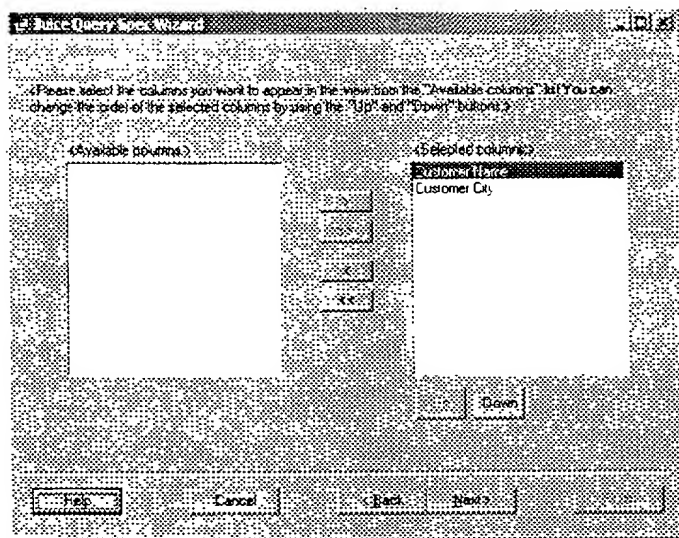 Juice Query Spec Wizard
<Please select the columns you want to appear in the view from the "Available columns" list You can
change the order of the selected columns by using the "Up" and "Down" buttons.>
<Available columns> <Selected columns>
Customer Name
Customer City
>
<
<<
Down
Help Cancel < Back Next >